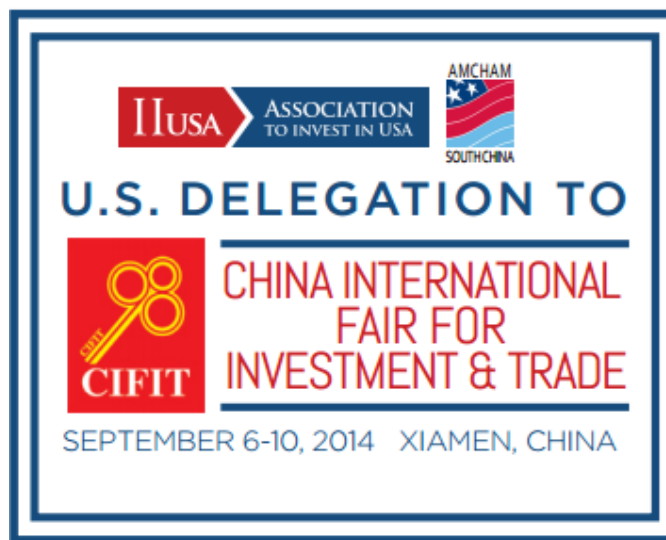 IIUSA
ASSOCIATION
TO INVEST IN USA
AMCHAM
SOUTH CHINA
U.S. DELEGATION TO
CIFIT
CIFIT
CHINA INTERNATIONAL
FAIR FOR
INVESTMENT & TRADE
SEPTEMBER 6-10, 2014 XIAMEN, CHINA